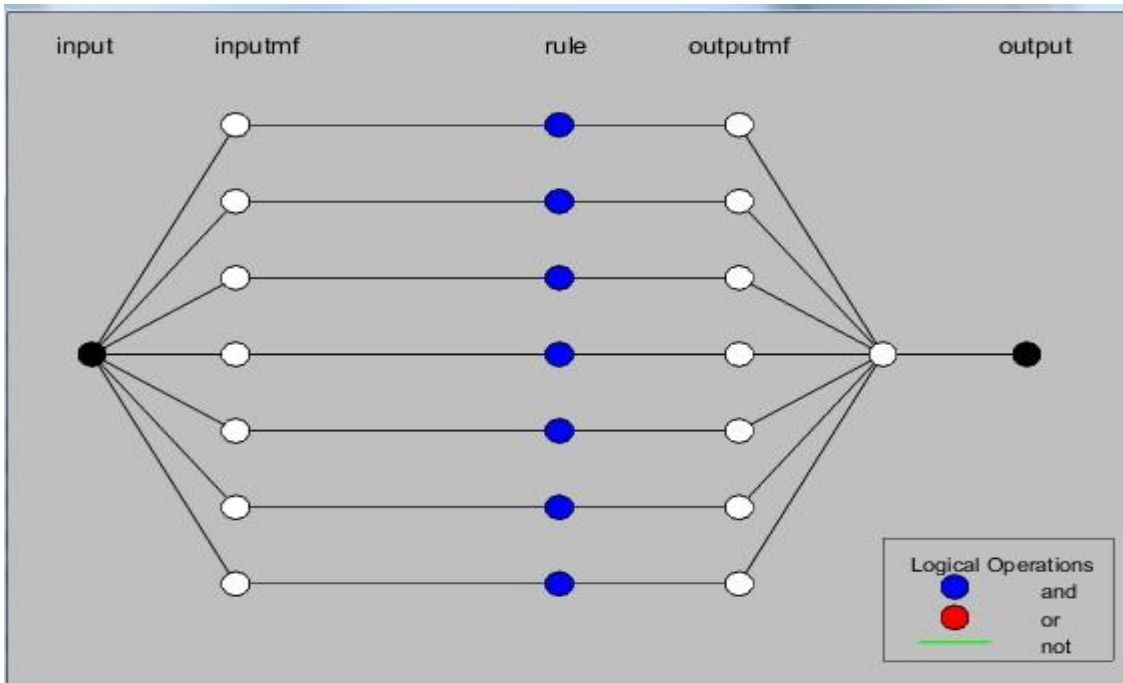 input inputmf rule outputmf output
Logical Operations
and
or
not